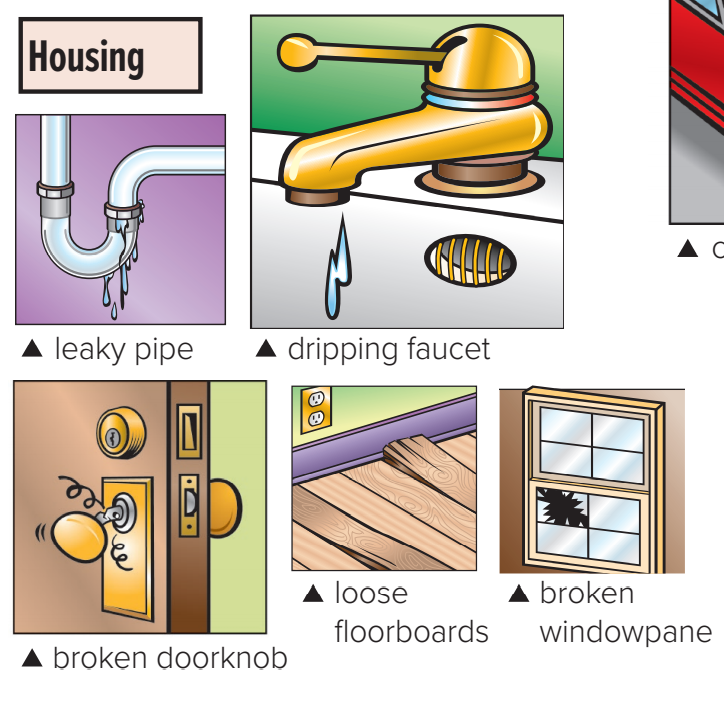 Housing
▲ leaky pipe
▲ dripping faucet
▲ broken doorknob
▲ loose
floorboards
▲ broken
windowpane